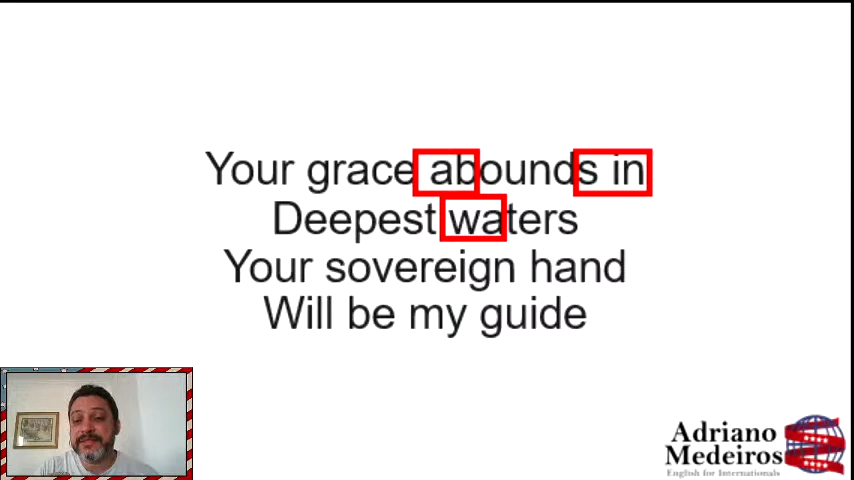 Your grace abounds in
Deepest waters
Your sovereign hand
Will be my guide
Adriano
Medeiros
English for Internationals